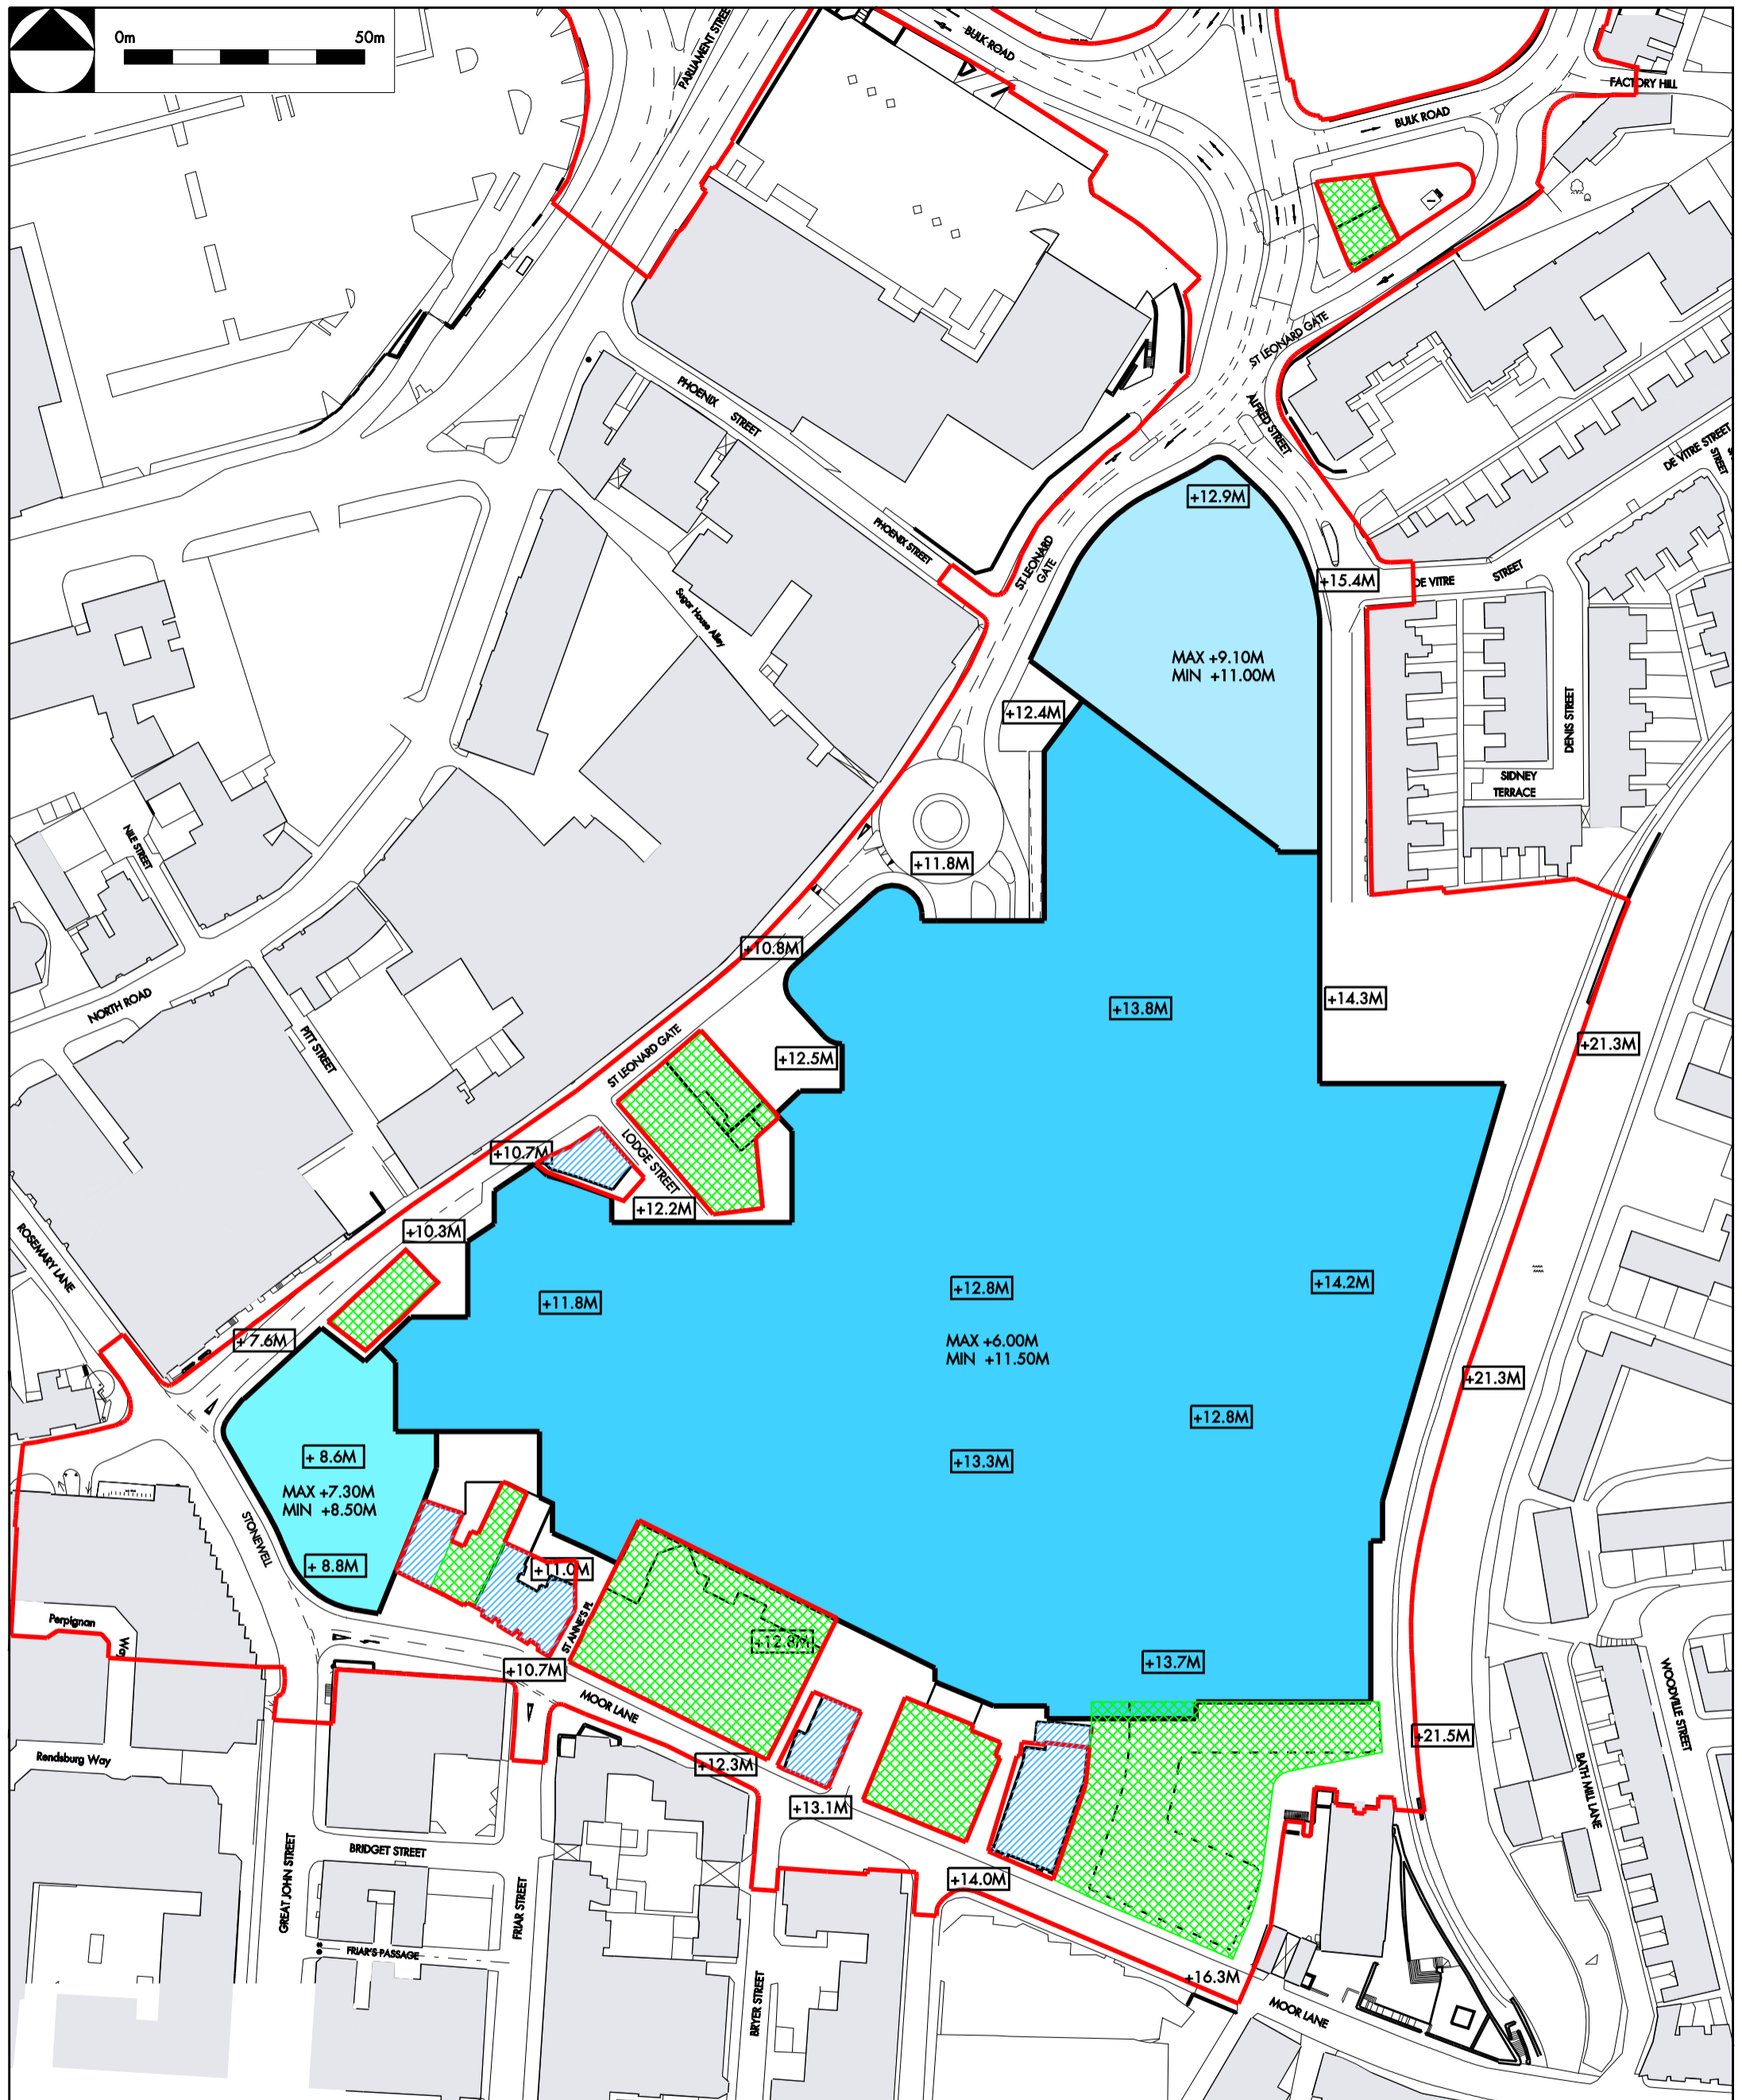 0m 50m
PARLIAMENT STREET
BULK ROAD
FACTORY HILL
BULK ROAD
ST LEONARD GATE
ALFRED STREET
DE VITRE STREET
STREET
PHOENIX STREET
PHOENIX STREET
ST LEONARD
GATE
+12.9M
+15.4M
DE VITRE STREET
Sugar House Alley
MAX +9.10M
MIN +11.00M
+12.4M
DENIS STREET
SIDNEY
TERRACE
NILE STREET
+11.8M
+10.8M
NORTH ROAD
PITT STREET
+13.8M
+14.3M
+21.3M
+12.5M
ST LEONARD GATE
LODGE STREET
+10.7M
+12.2M
+10.3M
ROSEMARY LANE
+11.8M
+12.8M
+14.2M
+ 7.6M
MAX +6.00M
MIN +11.50M
+21.3M
+12.8M
+ 8.6M
+13.3M
MAX +7.30M
MIN +8.50M
STONEWELL
+ 8.8M
+11.0M
Perpignan
Way
ST ANNE'S PL
+12.8M
+13.7M
+10.7M
MOOR LANE
WOODVILLE STREET
+21.5M
Rendsburg Way
+12.3M
+13.1M
BATH MILL LANE
BRIDGET STREET
GREAT JOHN STREET
FRIAR STREET
+14.0M
FRIAR'S PASSAGE
+16.3M
BRYER STREET
MOOR LANE